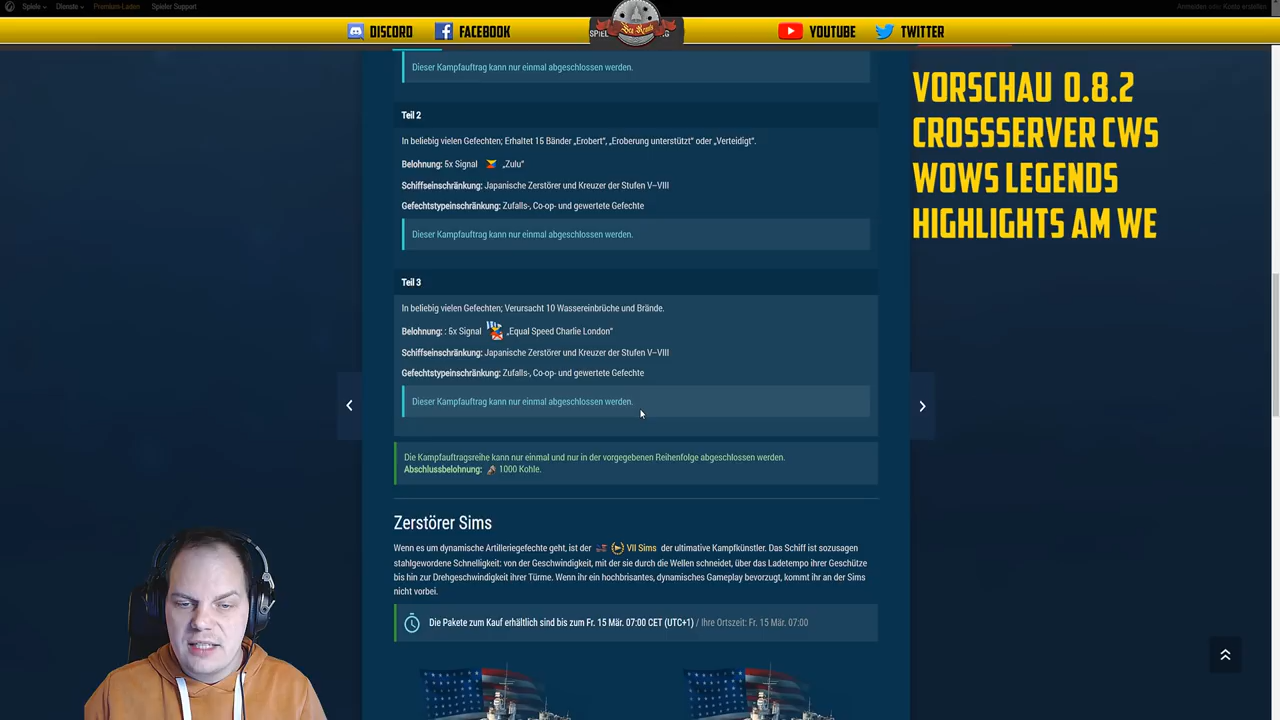 Spiele Dienste Premium-Laden Spieler Support
Anmelden oder Konto erstellen
DISCORD FACEBOOK YOUTUBE TWITTER
Dieser Kampfauftrag kann nur einmal abgeschlossen werden.
Teil 2
In beliebig vielen Gefechten; Erhaltet 15 Bänder „Erobert“, „Eroberung unterstützt“ oder „Verteidigt“.
Belohnung: 5x Signal „Zulu“
Schiffseinschränkung: Japanische Zerstörer und Kreuzer der Stufen V–VIII
Gefechtstypeinschränkung: Zufalls-, Co-op- und gewertete Gefechte
Dieser Kampfauftrag kann nur einmal abgeschlossen werden.
Teil 3
In beliebig vielen Gefechten; Verursacht 10 Wassereinbrüche und Brände.
Belohnung: : 5x Signal „Equal Speed Charlie London“
Schiffseinschränkung: Japanische Zerstörer und Kreuzer der Stufen V–VIII
Gefechtstypeinschränkung: Zufalls-, Co-op- und gewertete Gefechte
Dieser Kampfauftrag kann nur einmal abgeschlossen werden.
Die Kampfauftragsreihe kann nur einmal und nur in der vorgegebenen Reihenfolge abgeschlossen werden.
Abschlussbelohnung: 1000 Kohle.
Zerstörer Sims
Wenn es um dynamische Artilleriegefechte geht, ist der VII Sims der ultimative Kampfkünstler. Das Schiff ist sozusagen
stahlgewordene Schnelligkeit: von der Geschwindigkeit, mit der sie durch die Wellen schneidet, über das Ladetempo ihrer Geschütze
bis hin zur Drehgeschwindigkeit ihrer Türme. Wenn ihr ein hochbrisantes, dynamisches Gameplay bevorzugt, kommt ihr an der Sims
nicht vorbei.
Die Pakete zum Kauf erhältlich sind bis zum Fr. 15 Mär. 07:00 CET (UTC+1) / Ihre Ortszeit: Fr. 15 Mär. 07:00
VORSCHAU 0.8.2
CROSSSERVER CWS
WOWS LEGENDS
HIGHLIGHTS AM WE